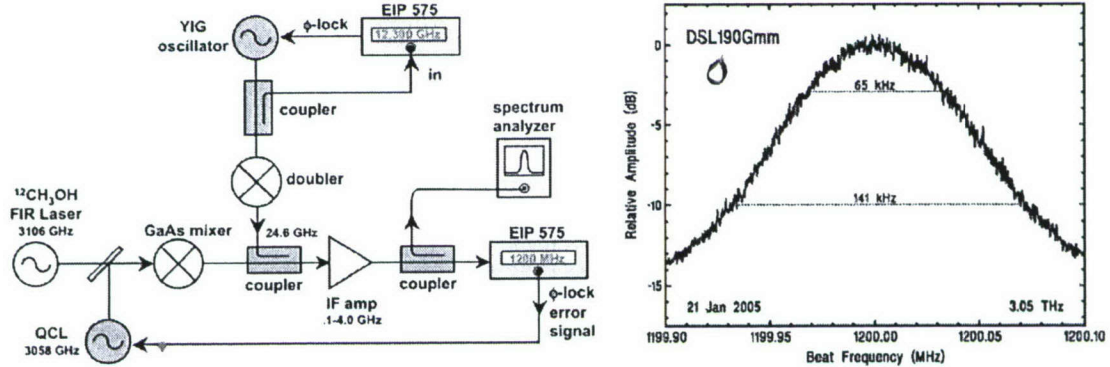 YIG
oscillator
ϕ-lock
EIP 575
12.300 GHz
in
coupler
spectrum
analyzer
doubler
¹²CH₃OH
FIR Laser
3106 GHz
GaAs mixer
24.6 GHz
coupler
IF amp
.1-4.0 GHz
coupler
EIP 575
1200 MHz
ϕ-lock
error
signal
QCL
3058 GHz
DSL190Gmm
65 kHz
141 kHz
21 Jan 2005
3.05 THz
Relative Amplitude (dB)
0
-5
-10
-15
1199.90
1199.95
1200.00
1200.05
1200.10
Beat Frequency (MHz)